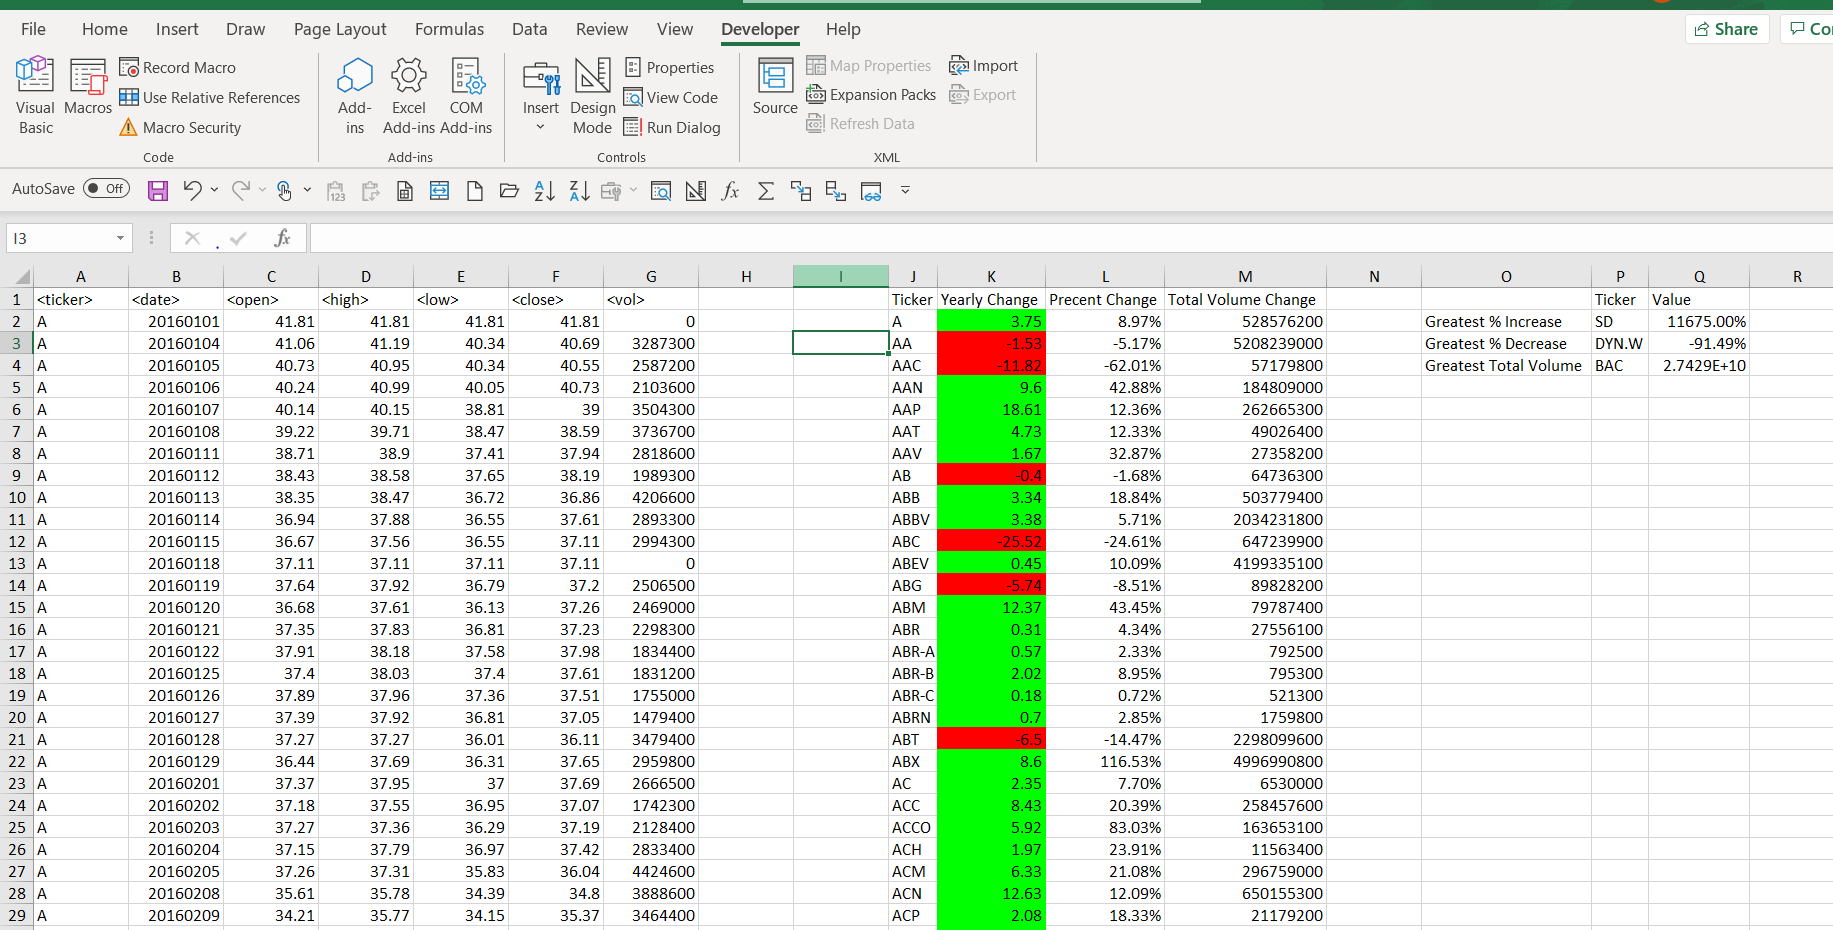 File Home Insert Draw Page Layout Formulas Data Review View Developer Help Share
Visual Basic
Macros
Record Macro
Use Relative References
Macro Security
Code
Add-ins
Excel Add-ins
COM Add-ins
Add-ins
Insert
Design Mode
Properties
View Code
Run Dialog
Controls
Source
Map Properties
Expansion Packs
Refresh Data
Import
Export
XML
AutoSave Off
I3 fx
A B C D E F G H I J K L M N O P Q R
1 <ticker> <date> <open> <high> <low> <close> <vol> Ticker Yearly Change Precent Change Total Volume Change Ticker Value
2 A 20160101 41.81 41.81 41.81 41.81 0 A 3.75 8.97% 528576200 Greatest % Increase SD 11675.00%
3 A 20160104 41.06 41.19 40.34 40.69 3287300 AA -1.53 -5.17% 5208239000 Greatest % Decrease DYN.W -91.49%
4 A 20160105 40.73 40.95 40.34 40.55 2587200 AAC -11.82 -62.01% 57179800 Greatest Total Volume BAC 2.7429E+10
5 A 20160106 40.24 40.99 40.05 40.73 2103600 AAN 9.6 42.88% 184809000
6 A 20160107 40.14 40.15 38.81 39 3504300 AAP 18.61 12.36% 262665300
7 A 20160108 39.22 39.71 38.47 38.59 3736700 AAT 4.73 12.33% 49026400
8 A 20160111 38.71 38.9 37.41 37.94 2818600 AAV 1.67 32.87% 27358200
9 A 20160112 38.43 38.58 37.65 38.19 1989300 AB -0.4 -1.68% 64736300
10 A 20160113 38.35 38.47 36.72 36.86 4206600 ABB 3.34 18.84% 503779400
11 A 20160114 36.94 37.88 36.55 37.61 2893300 ABBV 3.38 5.71% 2034231800
12 A 20160115 36.67 37.56 36.55 37.11 2994300 ABC -25.52 -24.61% 647239900
13 A 20160118 37.11 37.11 37.11 37.11 0 ABEV 0.45 10.09% 4199335100
14 A 20160119 37.64 37.92 36.79 37.2 2506500 ABG -5.74 -8.51% 89828200
15 A 20160120 36.68 37.61 36.13 37.26 2469000 ABM 12.37 43.45% 79787400
16 A 20160121 37.35 37.83 36.81 37.23 2298300 ABR 0.31 4.34% 27556100
17 A 20160122 37.91 38.18 37.58 37.98 1834400 ABR-A 0.57 2.33% 792500
18 A 20160125 37.4 38.03 37.4 37.61 1831200 ABR-B 2.02 8.95% 795300
19 A 20160126 37.89 37.96 37.36 37.51 1755000 ABR-C 0.18 0.72% 521300
20 A 20160127 37.39 37.92 36.81 37.05 1479400 ABRN 0.7 2.85% 1759800
21 A 20160128 37.27 37.27 36.01 36.11 3479400 ABT -6.5 -14.47% 2298099600
22 A 20160129 36.44 37.69 36.31 37.65 2959800 ABX 8.6 116.53% 4996990800
23 A 20160201 37.37 37.95 37 37.69 2666500 AC 2.35 7.70% 6530000
24 A 20160202 37.18 37.55 36.95 37.07 1742300 ACC 8.43 20.39% 258457600
25 A 20160203 37.27 37.36 36.29 37.19 2128400 ACCO 5.92 83.03% 163653100
26 A 20160204 37.15 37.79 36.97 37.42 2833400 ACH 1.97 23.91% 11563400
27 A 20160205 37.26 37.31 35.83 36.04 4424600 ACM 6.33 21.08% 296759000
28 A 20160208 35.61 35.78 34.39 34.8 3888600 ACN 12.63 12.09% 650155300
29 A 20160209 34.21 35.77 34.15 35.37 3464400 ACP 2.08 18.33% 21179200